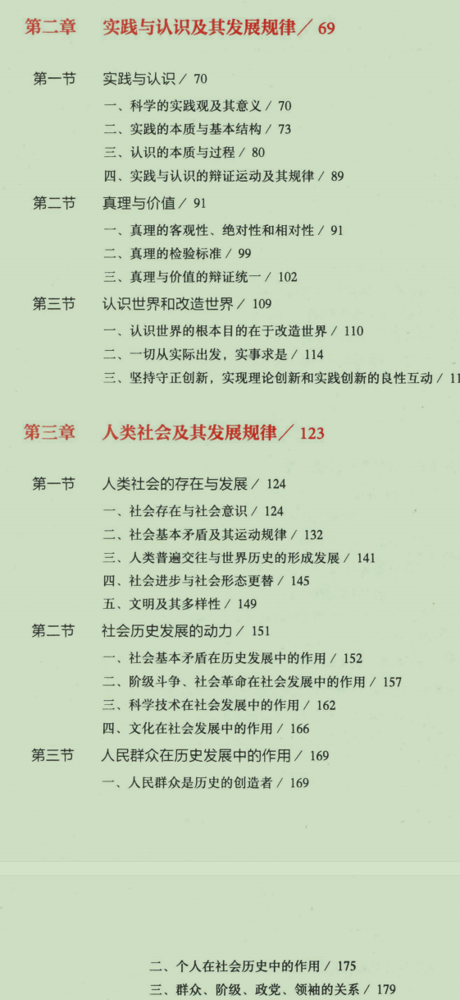 第二章 实践与认识及其发展规律／69
第一节 实践与认识／70
一、科学的实践观及其意义／70
二、实践的本质与基本结构／73
三、认识的本质与过程／80
四、实践与认识的辩证运动及其规律／89
第二节 真理与价值／91
一、真理的客观性、绝对性和相对性／91
二、真理的检验标准／99
三、真理与价值的辩证统一／102
第三节 认识世界和改造世界／109
一、认识世界的根本目的在于改造世界／110
二、一切从实际出发，实事求是／114
三、坚持守正创新，实现理论创新和实践创新的良性互动／
第三章 人类社会及其发展规律／123
第一节 人类社会的存在与发展／124
一、社会存在与社会意识／124
二、社会基本矛盾及其运动规律／132
三、人类普遍交往与世界历史的形成发展／141
四、社会进步与社会形态更替／145
五、文明及其多样性／149
第二节 社会历史发展的动力／151
一、社会基本矛盾在历史发展中的作用／152
二、阶级斗争、社会革命在社会发展中的作用／157
三、科学技术在社会发展中的作用／162
四、文化在社会发展中的作用／166
第三节 人民群众在历史发展中的作用／169
一、人民群众是历史的创造者／169
二、个人在社会历史中的作用／175
三、群众、阶级、政党、领袖的关系／179